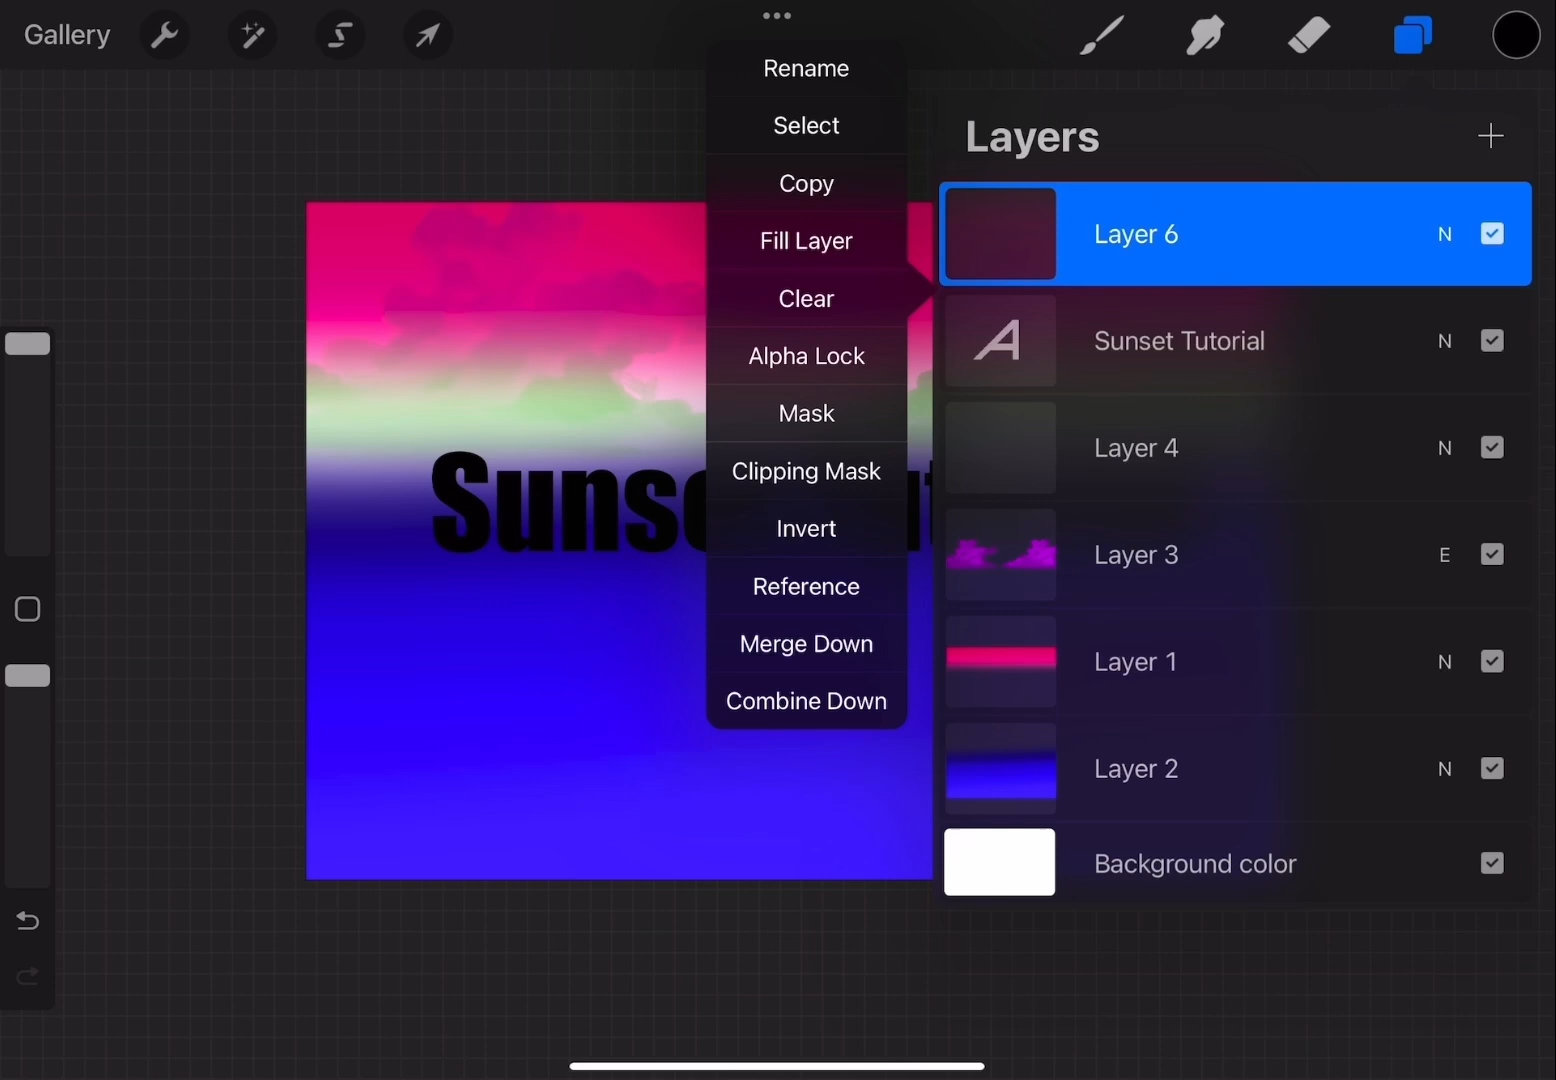 Gallery
Rename
Select
Copy
Fill Layer
Clear
Alpha Lock
Mask
Clipping Mask
Invert
Reference
Merge Down
Combine Down
Layers
Layer 6 N
A Sunset Tutorial N
Layer 4 N
Layer 3 E
Layer 1 N
Layer 2 N
Background color